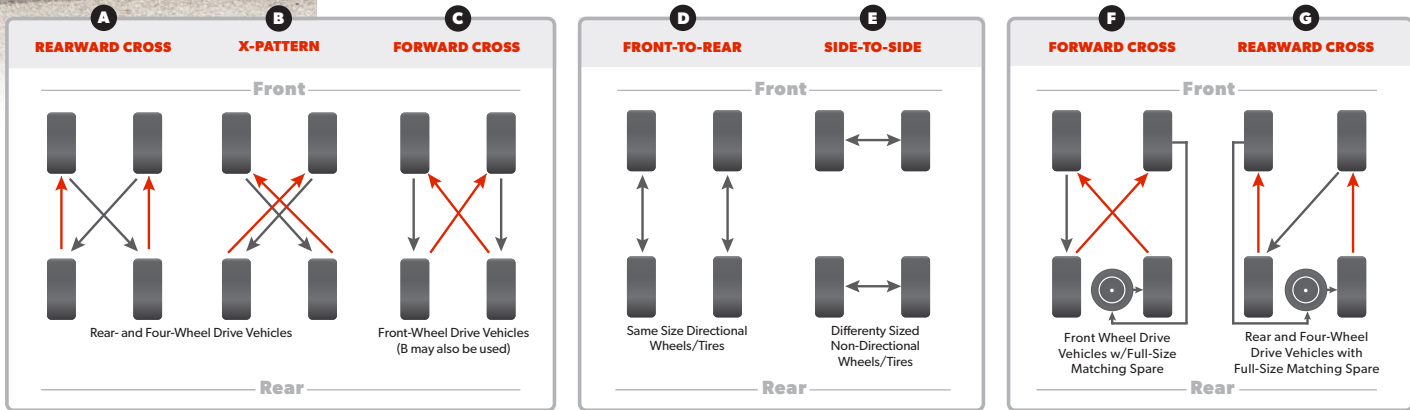 A
B
C
REARWARD CROSS
X-PATTERN
FORWARD CROSS
Front
Rear- and Four-Wheel Drive Vehicles
Front-Wheel Drive Vehicles
(B may also be used)
Rear
D
E
FRONT-TO-REAR
SIDE-TO-SIDE
Front
Same Size Directional
Wheels/Tires
Differenty Sized
Non-Directional
Wheels/Tires
Rear
F
G
FORWARD CROSS
REARWARD CROSS
Front
Front Wheel Drive
Vehicles w/Full-Size
Matching Spare
Rear and Four-Wheel
Drive Vehicles with
Full-Size Matching Spare
Rear